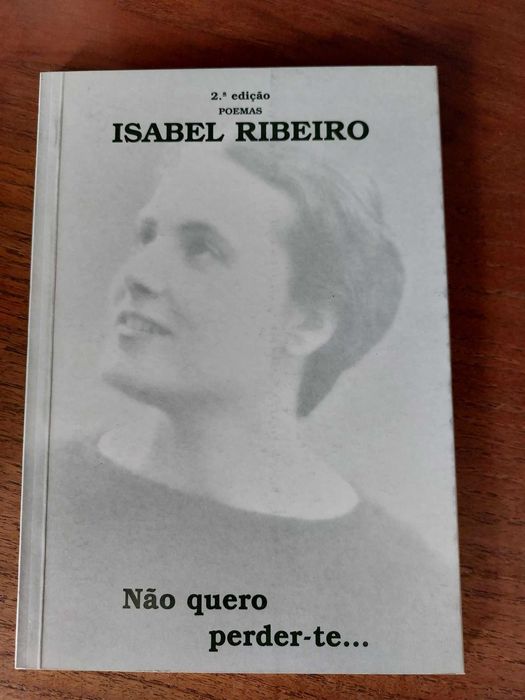 2.ª edição
POEMAS
ISABEL RIBEIRO
Não quero
perder-te...